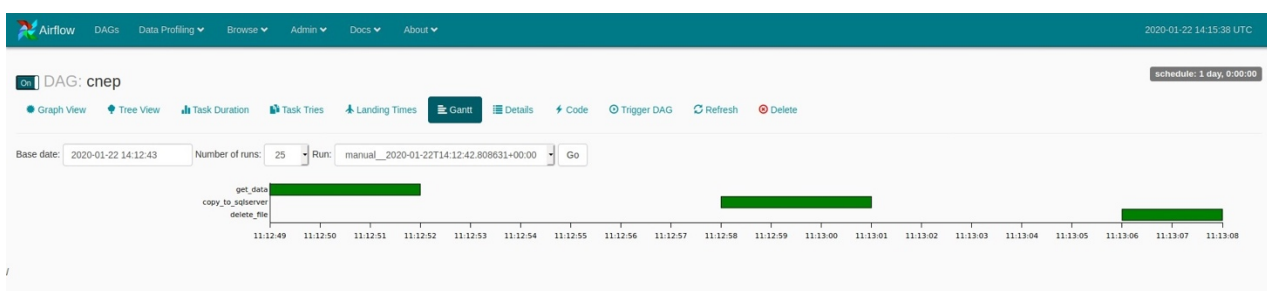 Airflow DAGs Data Profiling Browse Admin Docs About 2020-01-22 14:15:38 UTC
On DAG: cnep schedule: 1 day, 0:00:00
Graph View Tree View Task Duration Task Tries Landing Times Gantt Details Code Trigger DAG Refresh Delete
Base date: 2020-01-22 14:12:43 Number of runs: 25 Run: manual__2020-01-22T14:12:42.808631+00:00 Go
get_data
copy_to_sqlserver
delete_file
11:12:49 11:12:50 11:12:51 11:12:52 11:12:53 11:12:54 11:12:55 11:12:56 11:12:57 11:12:58 11:12:59 11:13:00 11:13:01 11:13:02 11:13:03 11:13:04 11:13:05 11:13:06 11:13:07 11:13:08
/